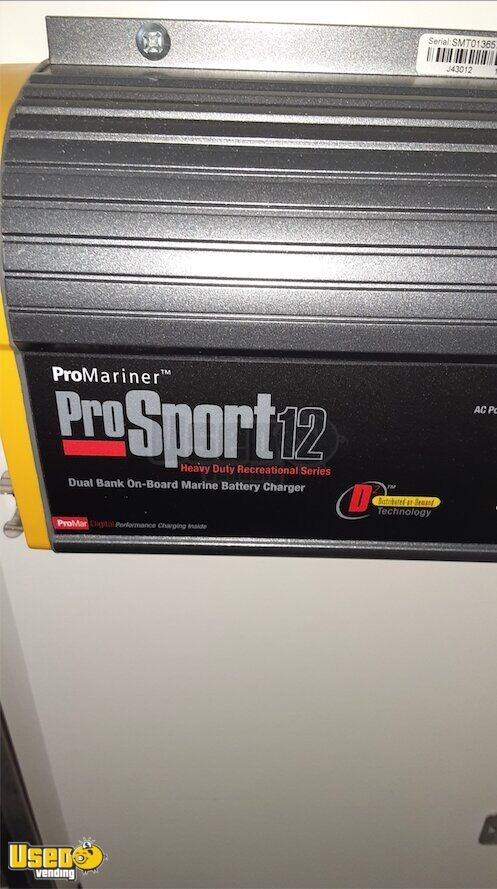 Serial: SMT01365
J43012
ProMariner™
ProSport12
AC Po
Heavy Duty Recreational Series
Dual Bank On-Board Marine Battery Charger
D™
Distributed on Demand
Technology
ProMar Digital Performance Charging Inside
Used
vending